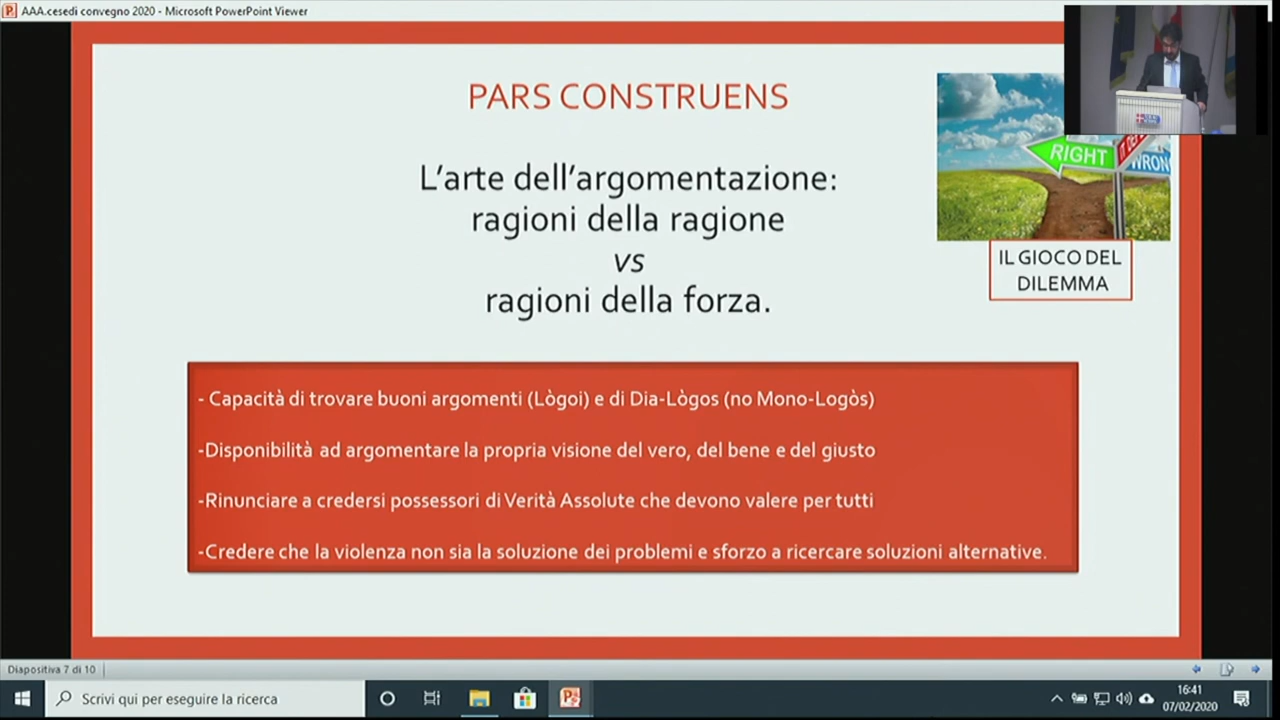 AAA.cesedi convegno 2020 - Microsoft PowerPoint Viewer
PARS CONSTRUENS
L'arte dell'argomentazione:
ragioni della ragione
vs
ragioni della forza.
RIGHT
WRON
IL GIOCO DEL
DILEMMA
- Capacità di trovare buoni argomenti (Lògoi) e di Dia-Lògos (no Mono-Logòs)
-Disponibilità ad argomentare la propria visione del vero, del bene e del giusto
-Rinunciare a credersi possessori di Verità Assolute che devono valere per tutti
-Credere che la violenza non sia la soluzione dei problemi e sforzo a ricercare soluzioni alternative.
Diapositiva 7 di 10
Scrivi qui per eseguire la ricerca
16:41
07/02/2020